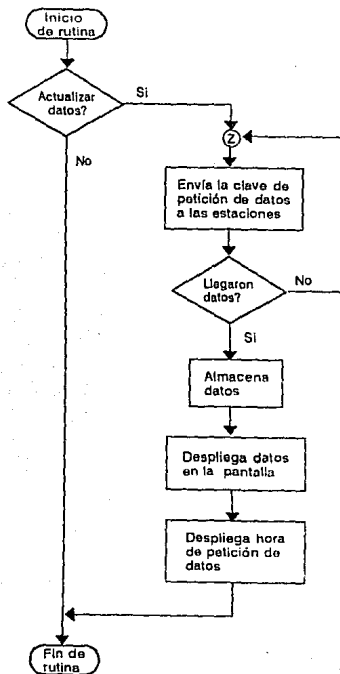 Inicio
de rutina
Actualizar
datos?
Si
No
Z
Envía la clave de
petición de datos
a las estaciones
Llegaron
datos?
No
Si
Almacena
datos
Despliega datos
en la pantalla
Despliega hora
de petición de
datos
Fin de
rutina